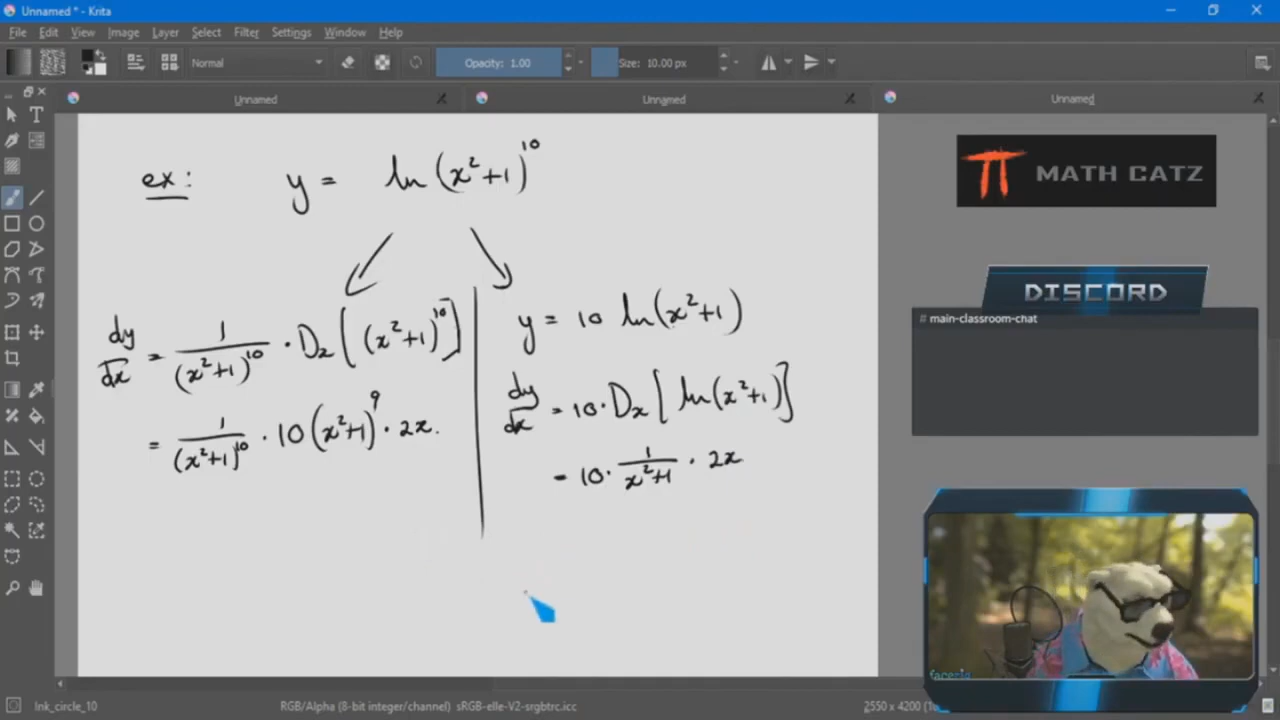 Unnamed * - Krita
File Edit View Image Layer Select Filter Settings Window Help
Normal Opacity: 1.00 Size: 10.00 px
Unnamed Unnamed Unnamed
ex: y = ln(x²+1)^10
dy/dx = 1/(x²+1)^10 · Dx[(x²+1)^10]
= 1/(x²+1)^10 · 10(x²+1)^9 · 2x.
y = 10 ln(x²+1)
dy/dx = 10·Dx[ln(x²+1)]
= 10· 1/x²+1 · 2x
π MATH CATZ
DISCORD
# main-classroom-chat
facerig
Ink_circle_10 RGB/Alpha (8-bit integer/channel) sRGB-elle-V2-srgbtrc.icc 2550 x 4200